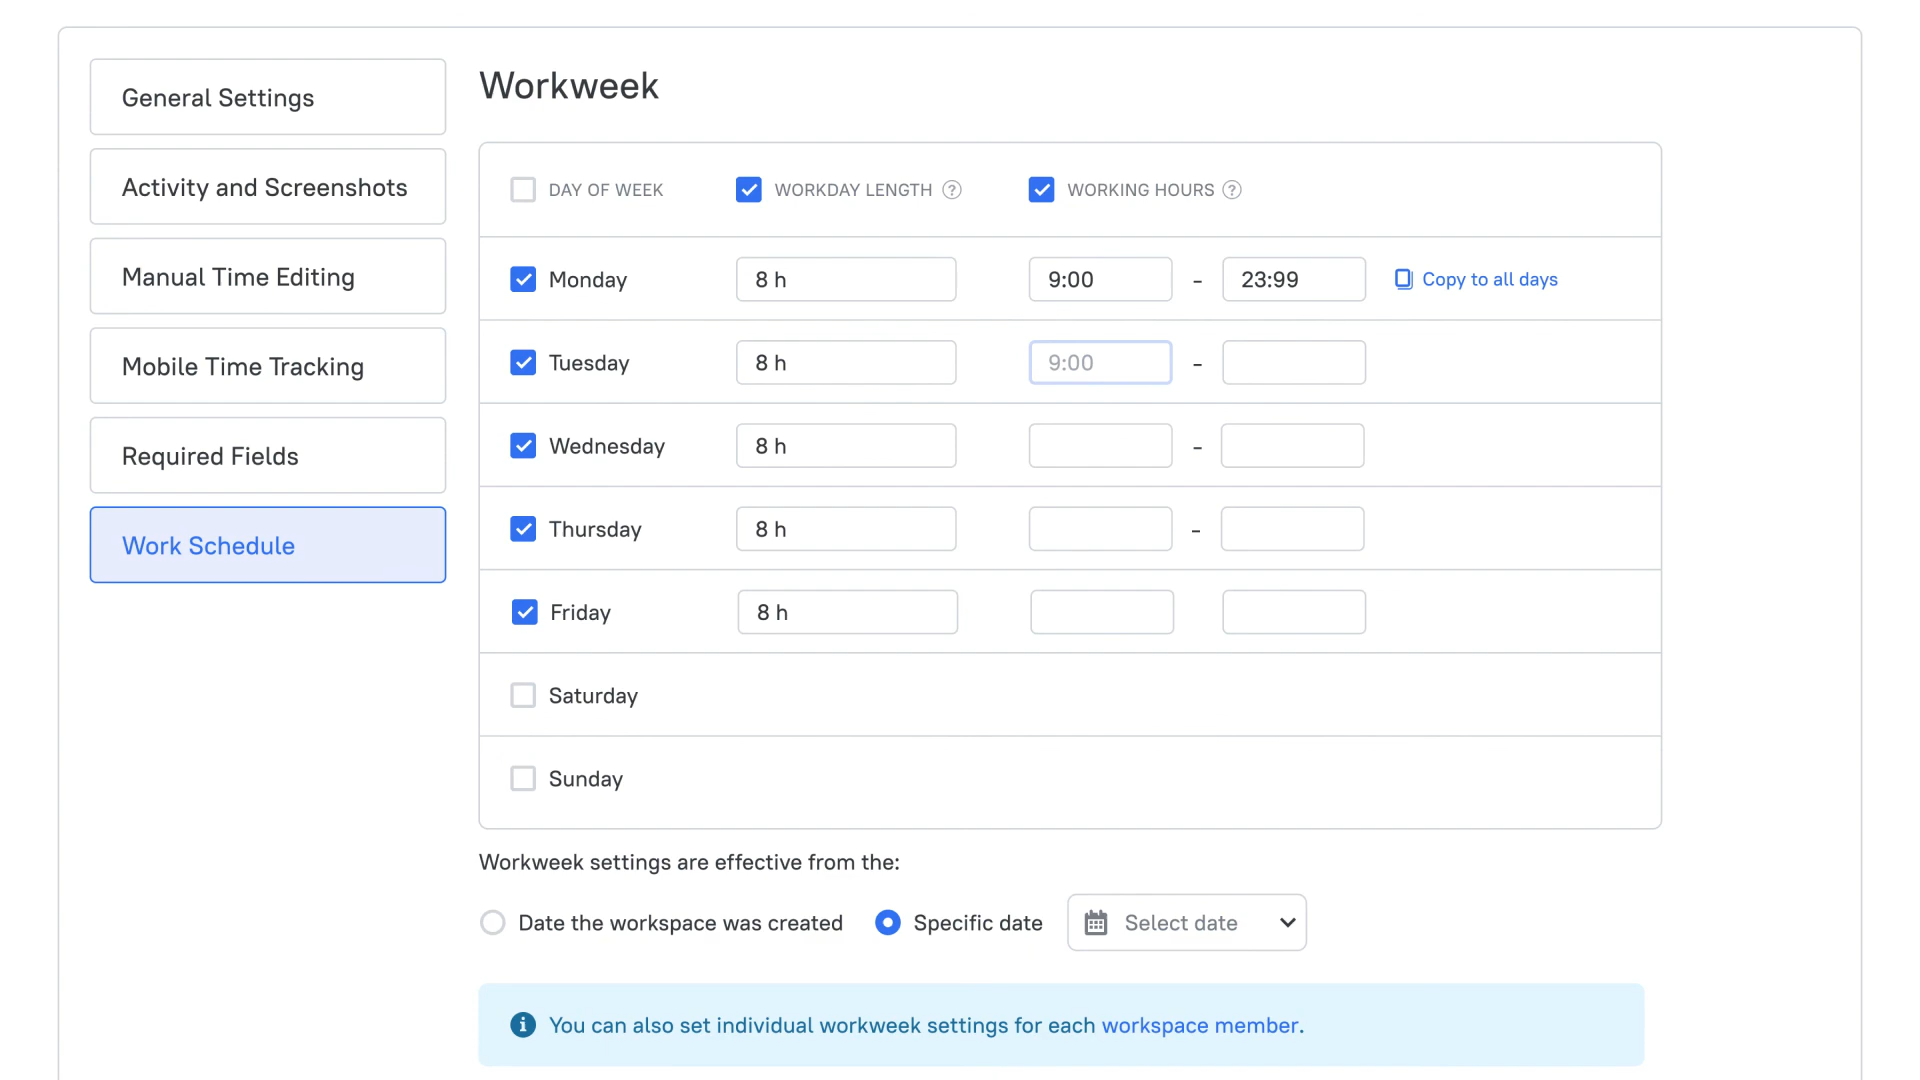 General Settings
Activity and Screenshots
Manual Time Editing
Mobile Time Tracking
Required Fields
Work Schedule
Workweek
DAY OF WEEK WORKDAY LENGTH ? WORKING HOURS ?
Monday 8 h 9:00 - 23:99 Copy to all days
Tuesday 8 h 9:00 -
Wednesday 8 h -
Thursday 8 h -
Friday 8 h
Saturday
Sunday
Workweek settings are effective from the:
Date the workspace was created Specific date Select date
You can also set individual workweek settings for each workspace member.